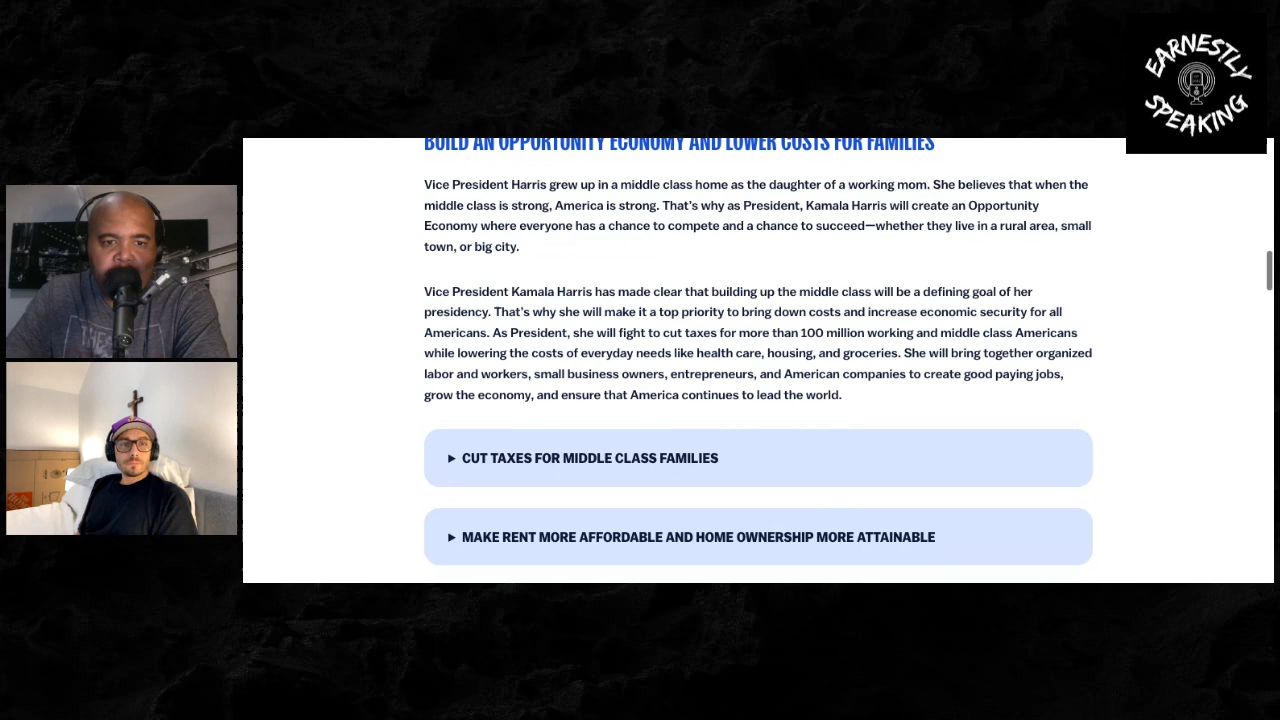 EARNESTLY
SPEAKING
BUILD AN OPPORTUNITY ECONOMY AND LOWER COSTS FOR FAMILIES
Vice President Harris grew up in a middle class home as the daughter of a working mom. She believes that when the
middle class is strong, America is strong. That's why as President, Kamala Harris will create an Opportunity
Economy where everyone has a chance to compete and a chance to succeed—whether they live in a rural area, small
town, or big city.
Vice President Kamala Harris has made clear that building up the middle class will be a defining goal of her
presidency. That's why she will make it a top priority to bring down costs and increase economic security for all
Americans. As President, she will fight to cut taxes for more than 100 million working and middle class Americans
while lowering the costs of everyday needs like health care, housing, and groceries. She will bring together organized
labor and workers, small business owners, entrepreneurs, and American companies to create good paying jobs,
grow the economy, and ensure that America continues to lead the world.
CUT TAXES FOR MIDDLE CLASS FAMILIES
MAKE RENT MORE AFFORDABLE AND HOME OWNERSHIP MORE ATTAINABLE